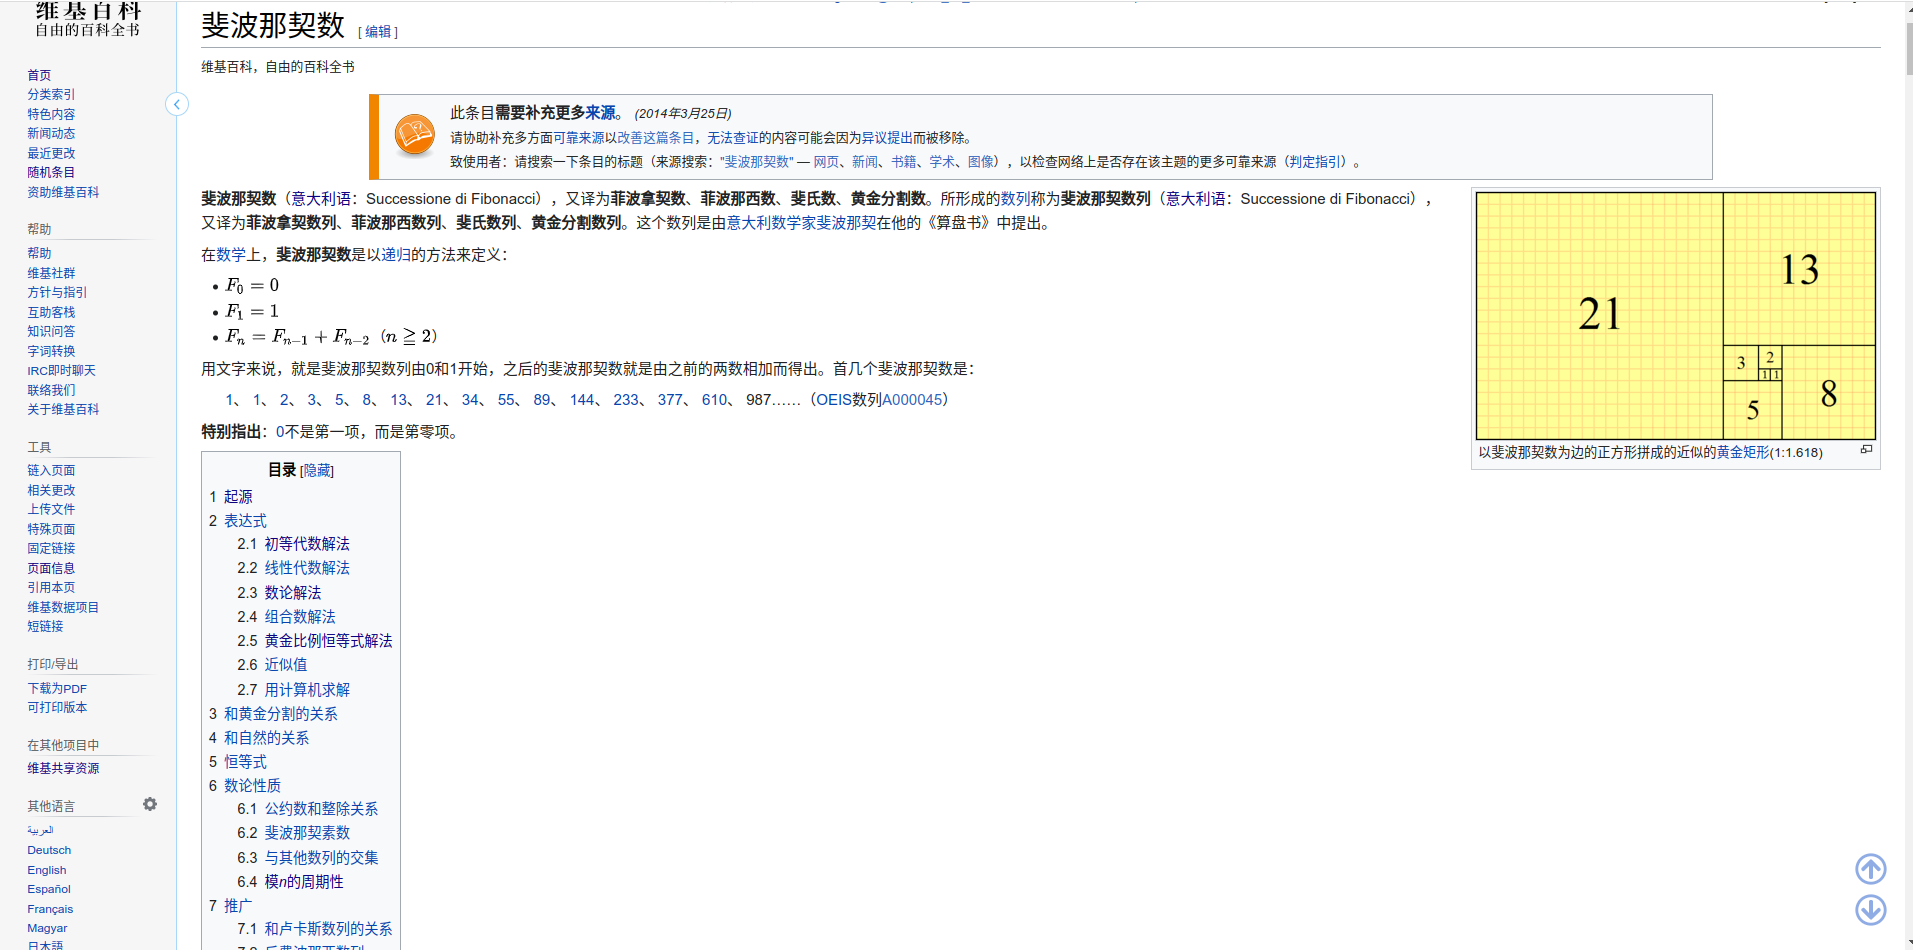 维基百科
自由的百科全书
首页
分类索引
特色内容
新闻动态
最近更改
随机条目
资助维基百科
帮助
帮助
维基社群
方针与指引
互助客栈
知识问答
字词转换
IRC即时聊天
联络我们
关于维基百科
工具
链入页面
相关更改
上传文件
特殊页面
固定链接
页面信息
引用本页
维基数据项目
短链接
打印/导出
下载为PDF
可打印版本
在其他项目中
维基共享资源
其他语言
العربية
Deutsch
English
Español
Français
Magyar
日本語
斐波那契数 [ 编辑 ]
维基百科，自由的百科全书
此条目需要补充更多来源。 (2014年3月25日)
请协助补充多方面可靠来源以改善这篇条目，无法查证的内容可能会因为异议提出而被移除。
致使用者：请搜索一下条目的标题（来源搜索："斐波那契数" — 网页、新闻、书籍、学术、图像），以检查网络上是否存在该主题的更多可靠来源（判定指引）。
斐波那契数（意大利语：Successione di Fibonacci），又译为菲波拿契数、菲波那西数、斐氏数、黄金分割数。所形成的数列称为斐波那契数列（意大利语：Successione di Fibonacci），
又译为菲波拿契数列、菲波那西数列、斐氏数列、黄金分割数列。这个数列是由意大利数学家斐波那契在他的《算盘书》中提出。
在数学上，斐波那契数是以递归的方法来定义：
• F₀ = 0
• F₁ = 1
• Fₙ = Fₙ₋₁ + Fₙ₋₂（n ≧ 2）
用文字来说，就是斐波那契数列由0和1开始，之后的斐波那契数就是由之前的两数相加而得出。首几个斐波那契数是：
1、 1、 2、 3、 5、 8、 13、 21、 34、 55、 89、 144、 233、 377、 610、 987……（OEIS数列A000045）
特别指出：0不是第一项，而是第零项。
目录 [隐藏]
1 起源
2 表达式
2.1 初等代数解法
2.2 线性代数解法
2.3 数论解法
2.4 组合数解法
2.5 黄金比例恒等式解法
2.6 近似值
2.7 用计算机求解
3 和黄金分割的关系
4 和自然的关系
5 恒等式
6 数论性质
6.1 公约数和整除关系
6.2 斐波那契素数
6.3 与其他数列的交集
6.4 模n的周期性
7 推广
7.1 和卢卡斯数列的关系
21
13
3
2
1
1
5
8
以斐波那契数为边的正方形拼成的近似的黄金矩形(1:1.618)